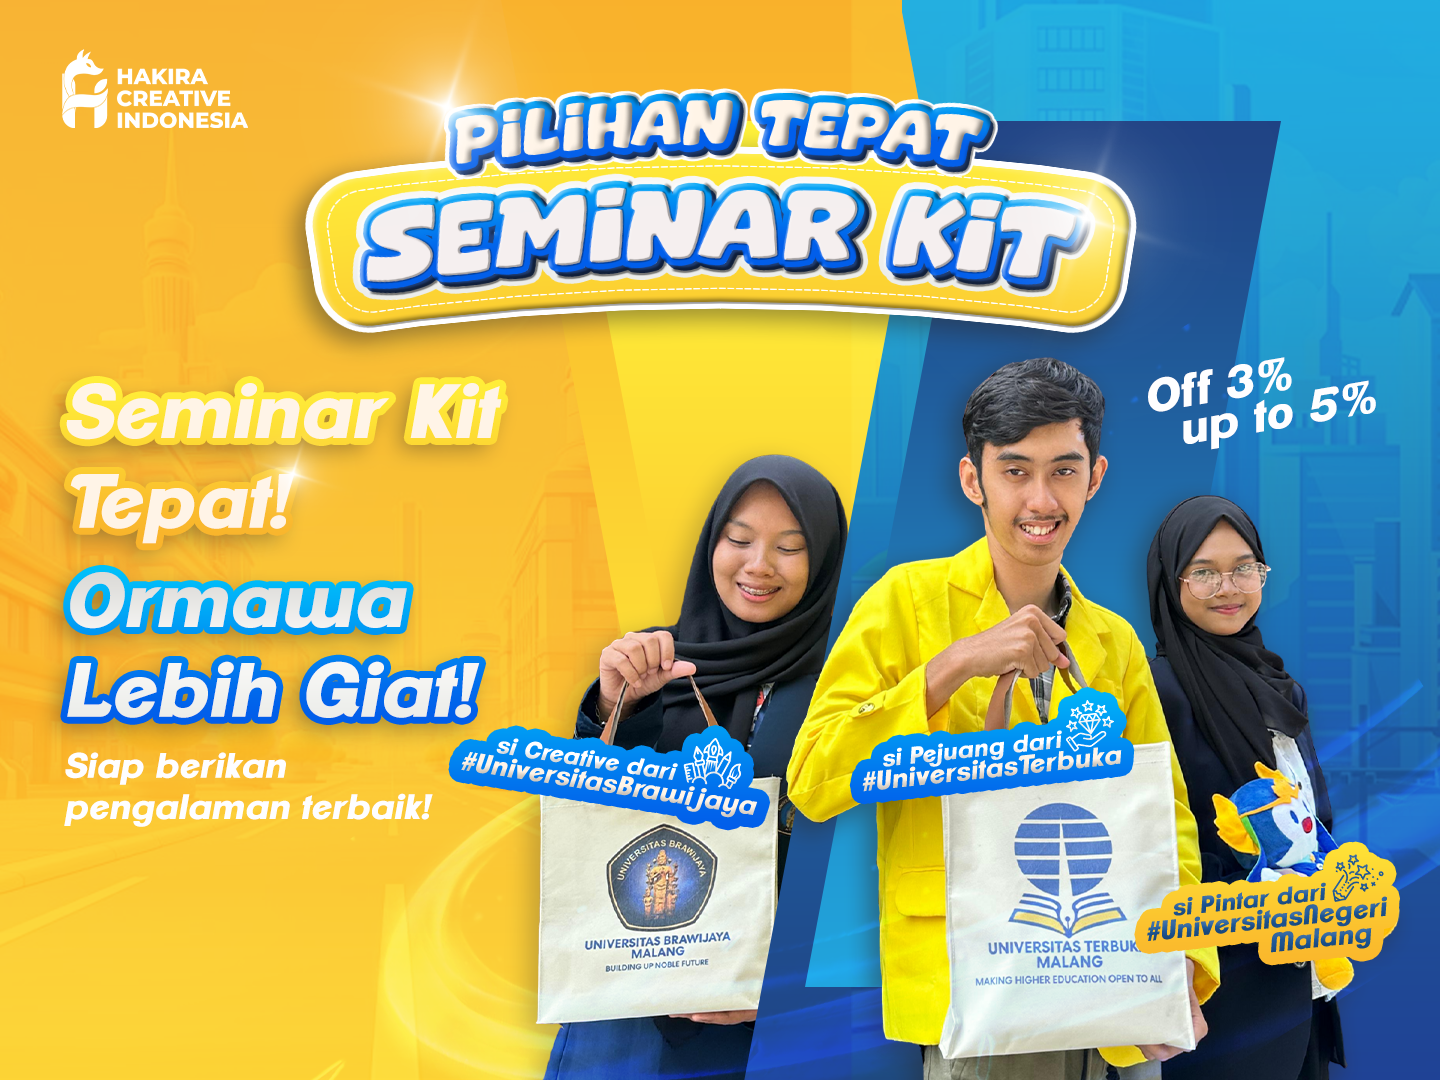 HAKIRA
CREATIVE
INDONESIA
PiLiHAN TEPAT
SEMiNAR KiT
Seminar Kit
Tepat!
Ormawa
Lebih Giat!
Siap berikan
pengalaman terbaik!
Off 3%
up to 5%
si Creative dari
#UniversitasBrawijaya
UNIVERSITAS BRAWIJAYA
UNIVERSITAS BRAWIJAYA
MALANG
BUILDING UP NOBLE FUTURE
si Pejuang dari
#UniversitasTerbuka
UNIVERSITAS TERBUKA
MALANG
MAKING HIGHER EDUCATION OPEN TO ALL
si Pintar dari
#UniversitasNegeri
Malang